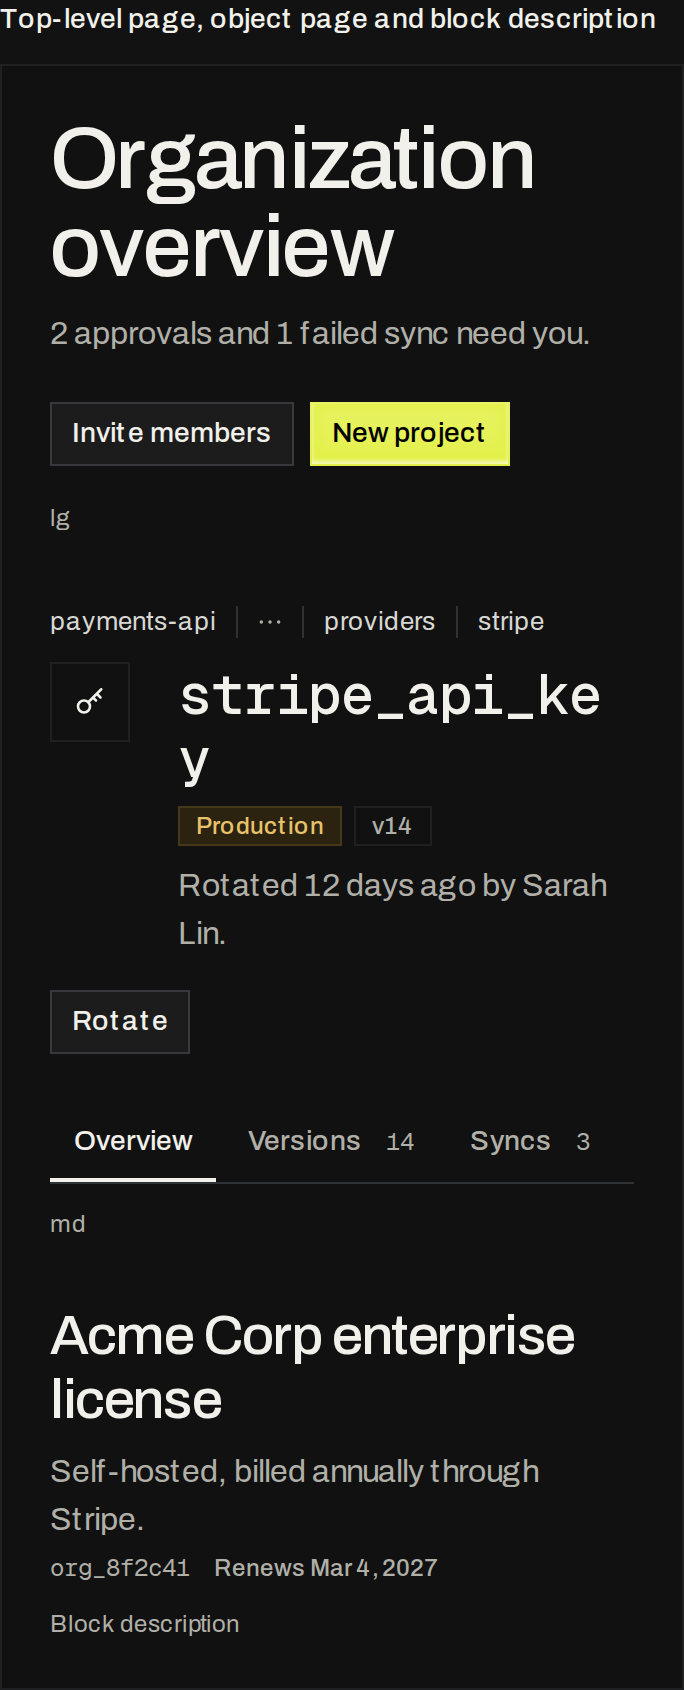 Top-level page, object page and block description
Organization
overview
2 approvals and 1 failed sync need you.
Invite members
New project
lg
payments-api ··· providers stripe
stripe_api_ke
y
Production v14
Rotated 12 days ago by Sarah
Lin.
Rotate
Overview Versions 14 Syncs 3
md
Acme Corp enterprise
license
Self-hosted, billed annually through
Stripe.
org_8f2c41 Renews Mar 4, 2027
Block description